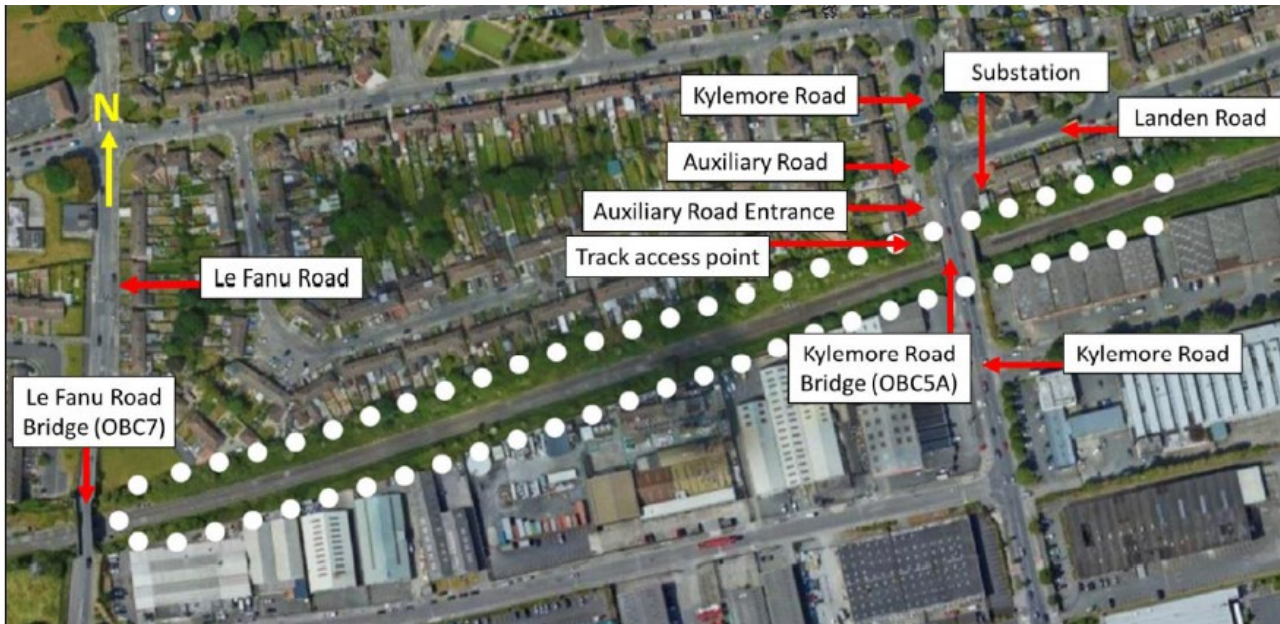 N
Kylemore Road
Substation
Landen Road
Auxiliary Road
Auxiliary Road Entrance
Track access point
Le Fanu Road
Le Fanu Road
Bridge (OBC7)
Kylemore Road
Bridge (OBC5A)
Kylemore Road